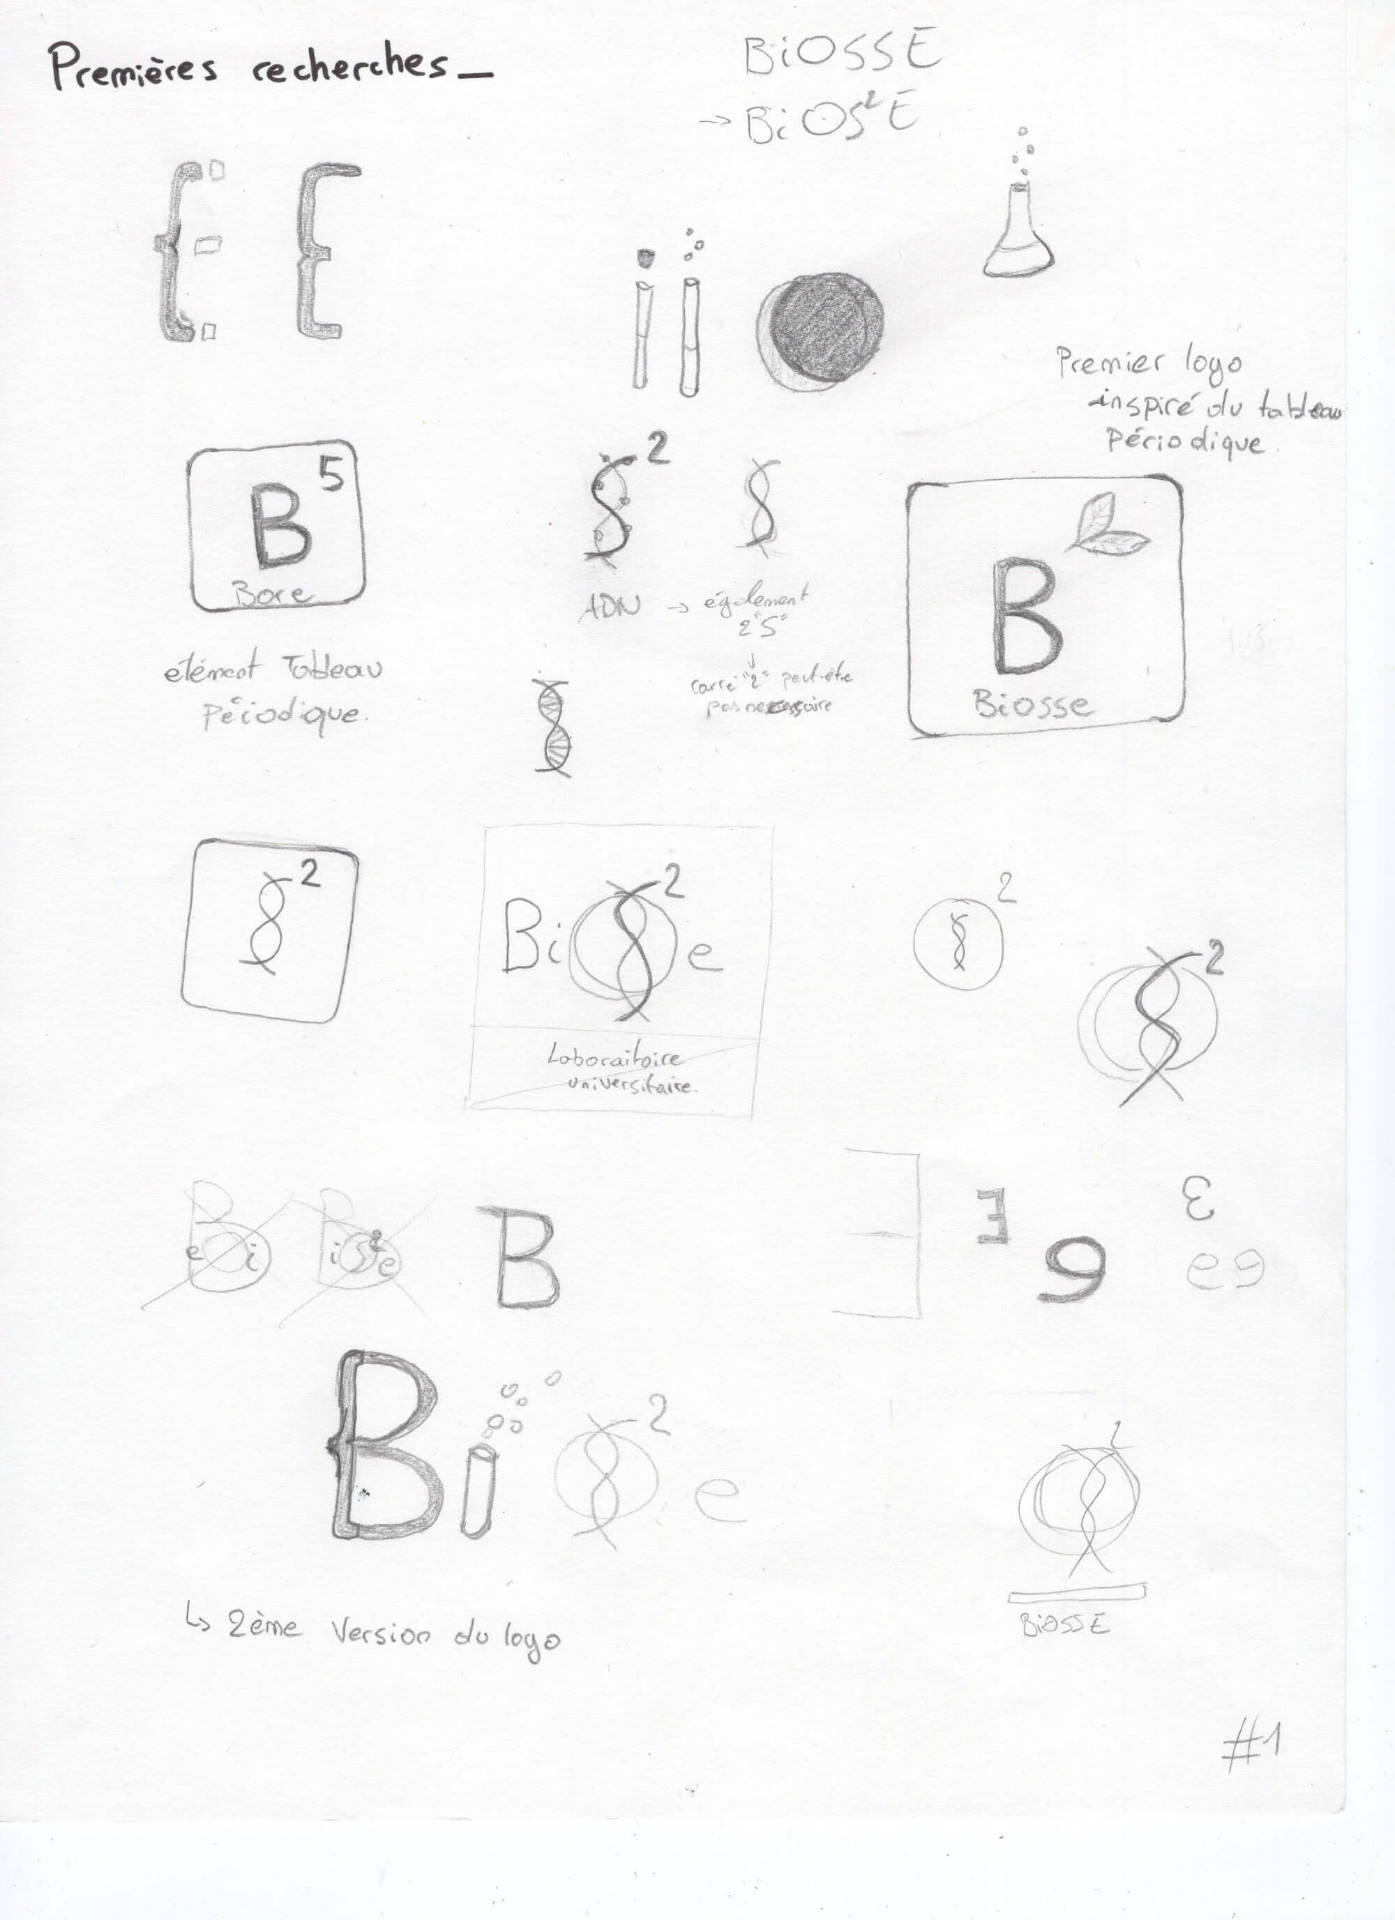 Premières recherches_
BiOSSE
→ BiOS²E
Premier logo
inspiré du tableau
Périodique.
B 5
Bore
élément Tableau
Périodique.
2
ADN → également
2 "S"
↓
carré "2" peut-être
pas nécessaire
B
Biosse
2
Bi 2 e
Laboraitoire
universitaire.
2
2
B e i
B i e
B
E
e
ε
e e
Bi 2 e
2
BiOSSE
↳ 2ème Version du logo
#1